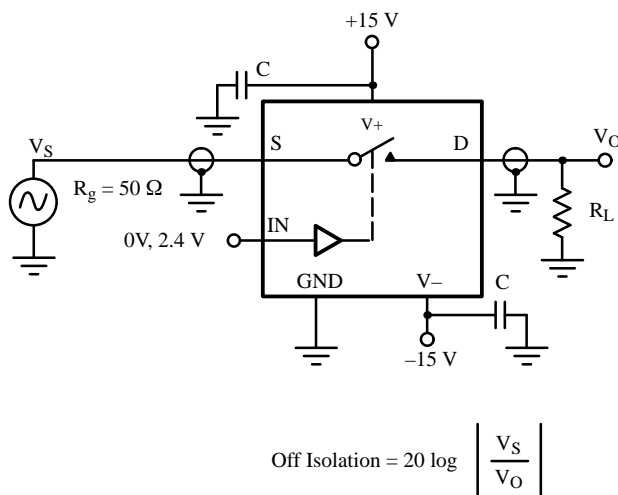 +15 V
C
V+
V_S
S
D
V_O
R_g = 50 Ω
R_L
0V, 2.4 V
IN
GND
V–
C
–15 V
Off Isolation = 20 log | V_S / V_O |